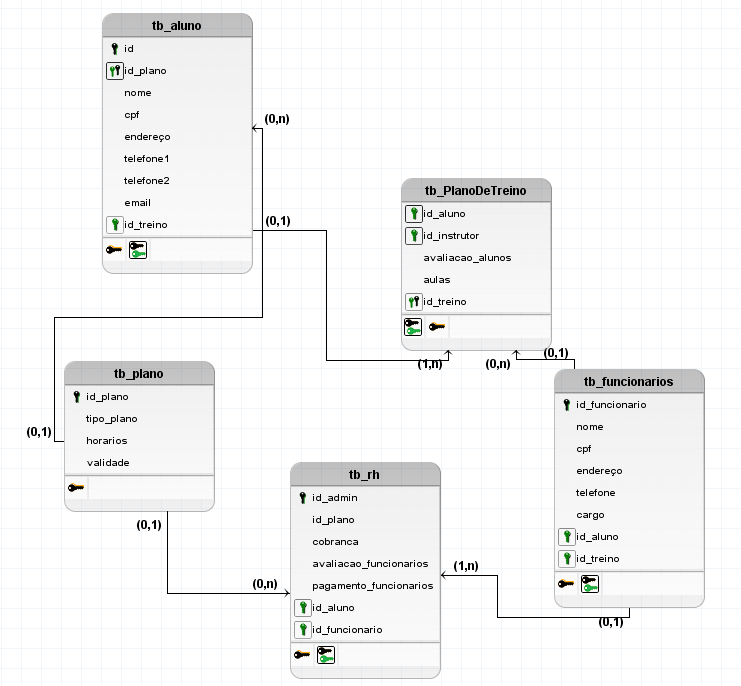 tb_aluno
id
id_plano
nome
cpf
endereço
telefone1
telefone2
email
id_treino
(0,n)
(0,1)
tb_PlanoDeTreino
id_aluno
id_instrutor
avaliacao_alunos
aulas
id_treino
(1,n)
(0,n)
(0,1)
tb_plano
id_plano
tipo_plano
horarios
validade
(0,1)
(0,1)
tb_funcionarios
id_funcionario
nome
cpf
endereço
telefone
cargo
id_aluno
id_treino
(0,1)
tb_rh
id_admin
id_plano
cobranca
avaliacao_funcionarios
pagamento_funcionarios
id_aluno
id_funcionario
(0,n)
(1,n)